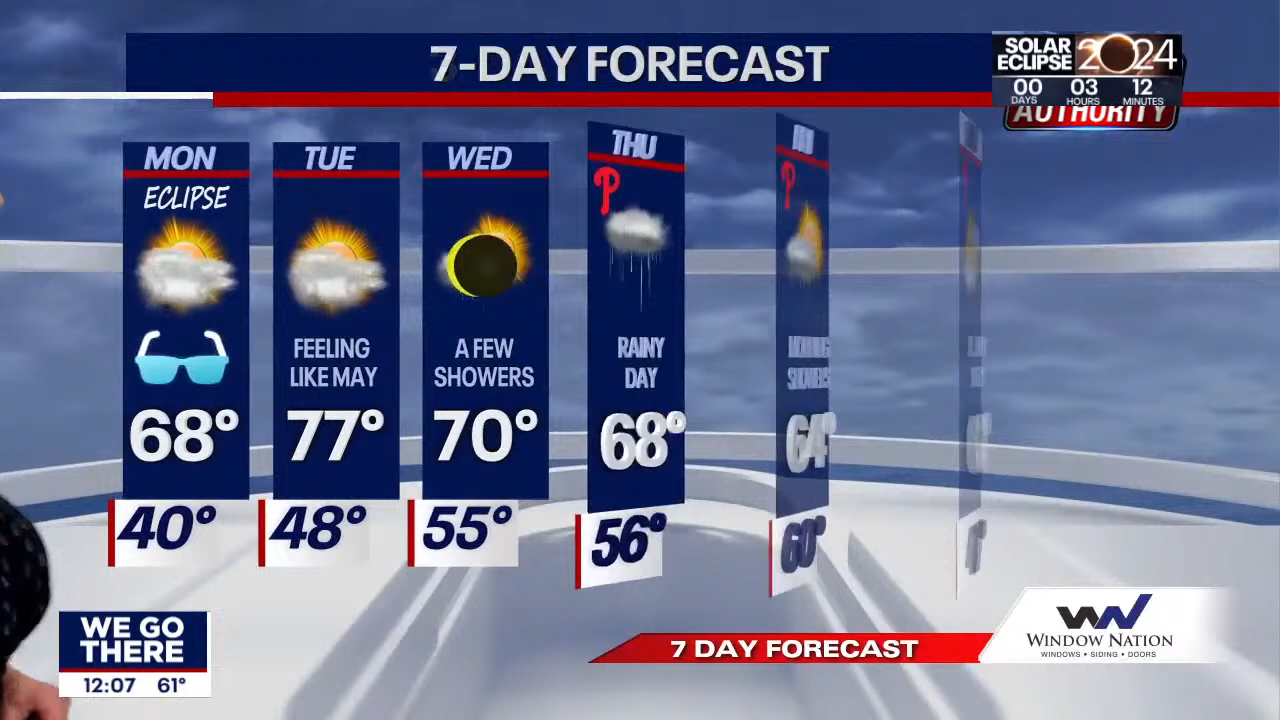 7-DAY FORECAST
SOLAR
ECLIPSE
2024
00 03 12
DAYS HOURS MINUTES
AUTHORITY
MON
ECLIPSE
68°
40°
TUE
FEELING
LIKE MAY
77°
48°
WED
A FEW
SHOWERS
70°
55°
THU
P
RAINY
DAY
68°
56°
P
SHOWERS
64°
60°
WE GO
THERE
12:07 61°
7 DAY FORECAST
WINDOW NATION
WINDOWS • SIDING • DOORS